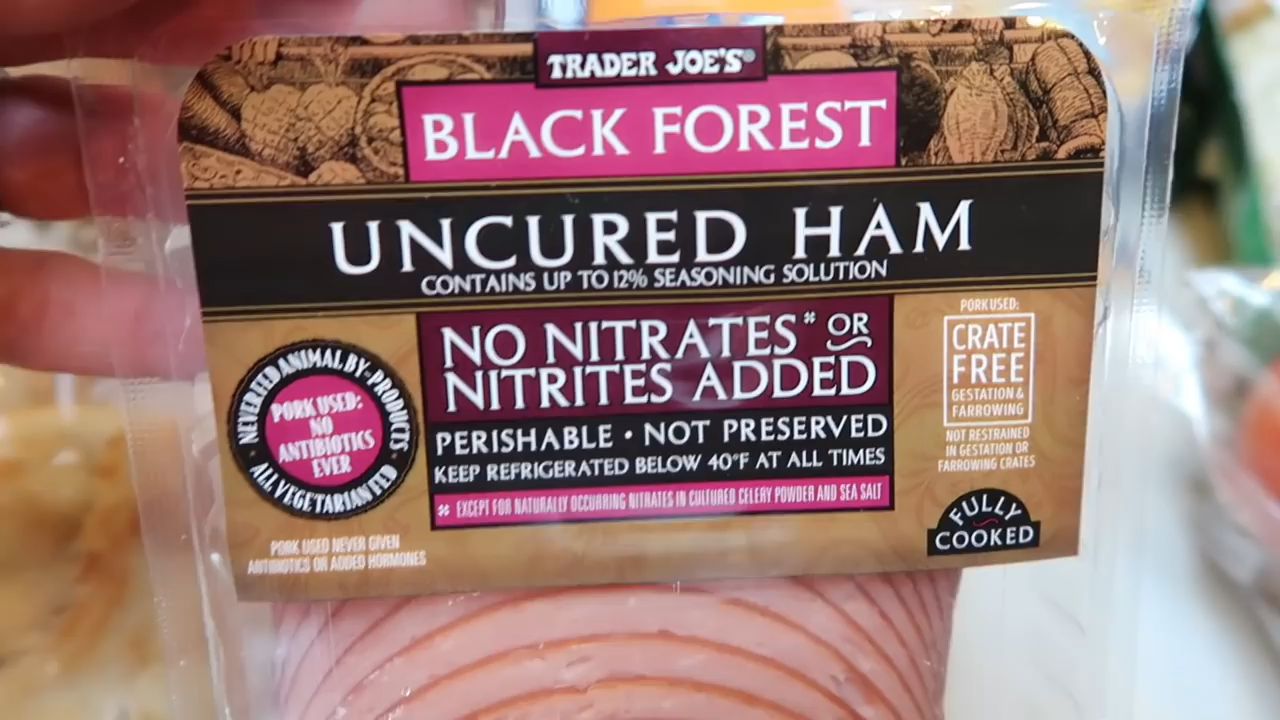 TRADER JOE'S®
BLACK FOREST
UNCURED HAM
CONTAINS UP TO 12% SEASONING SOLUTION
NO NITRATES* OR
NITRITES ADDED
PERISHABLE • NOT PRESERVED
KEEP REFRIGERATED BELOW 40°F AT ALL TIMES
* EXCEPT FOR NATURALLY OCCURRING NITRATES IN CULTURED CELERY POWDER AND SEA SALT
NEVER FED ANIMAL BY-PRODUCTS
PORK USED:
NO
ANTIBIOTICS
EVER
ALL VEGETARIAN FED
PORK USED NEVER GIVEN
ANTIBIOTICS OR ADDED HORMONES
PORK USED:
CRATE
FREE
GESTATION &
FARROWING
NOT RESTRAINED
IN GESTATION OR
FARROWING CRATES
FULLY
COOKED